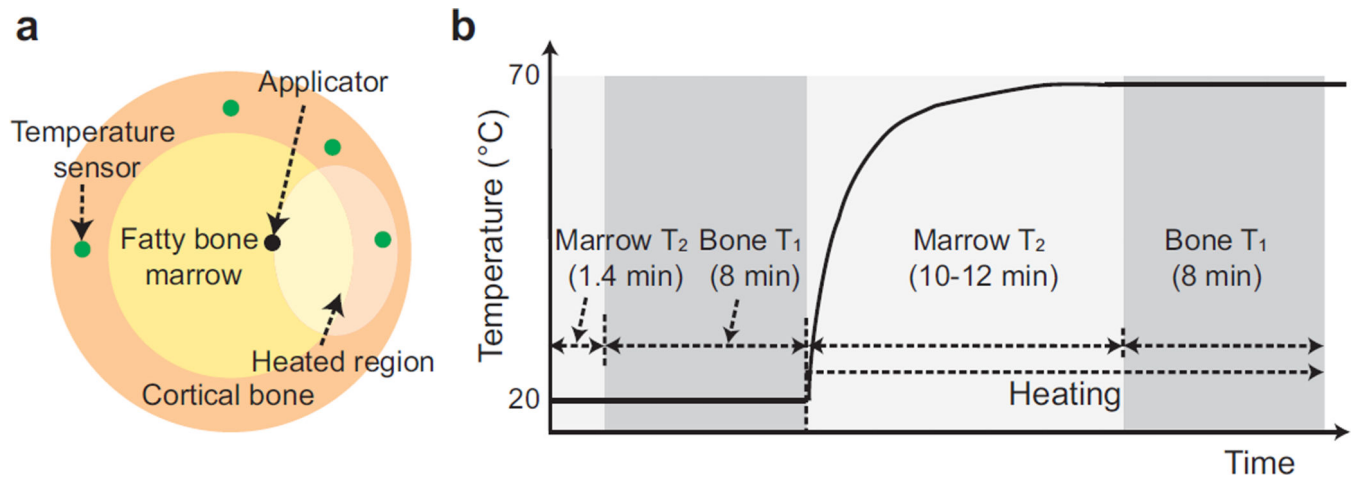 a
Applicator
Temperature
sensor
Fatty bone
marrow
Heated region
Cortical bone
b
70
Temperature (°C)
20
Marrow T₂
(1.4 min)
Bone T₁
(8 min)
Marrow T₂
(10-12 min)
Bone T₁
(8 min)
Heating
Time